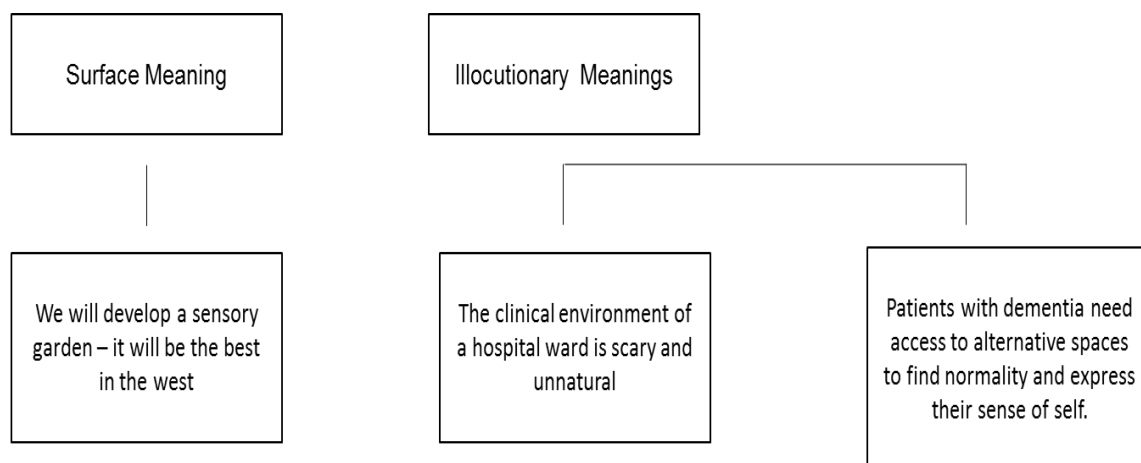 Surface Meaning
Illocutionary Meanings
We will develop a sensory
garden – it will be the best
in the west
The clinical environment of
a hospital ward is scary and
unnatural
Patients with dementia need
access to alternative spaces
to find normality and express
their sense of self.